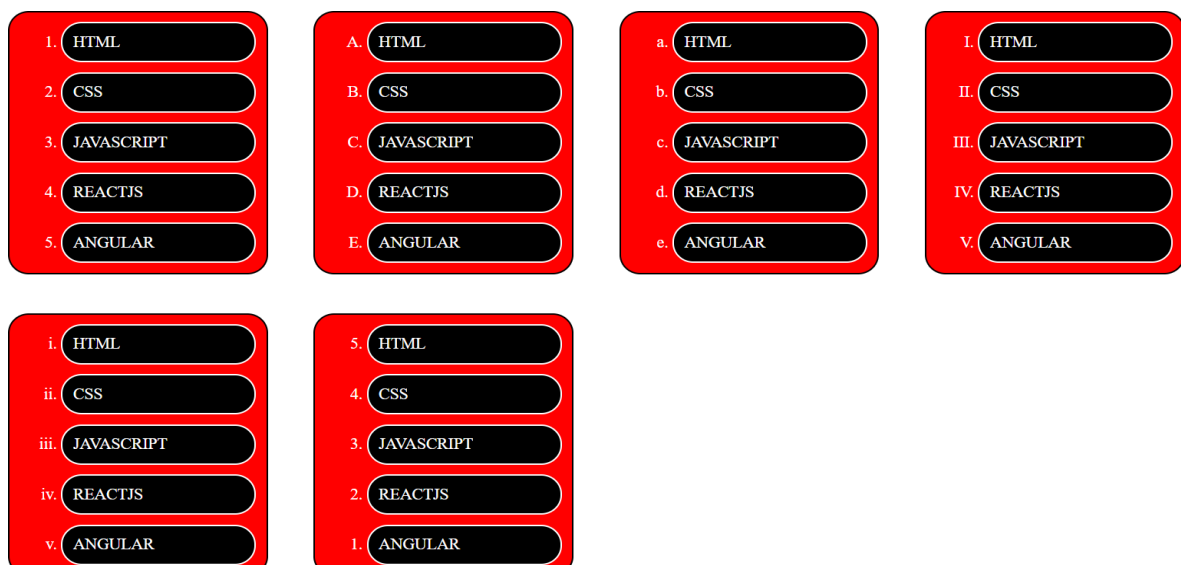 1. HTML
2. CSS
3. JAVASCRIPT
4. REACTJS
5. ANGULAR
A. HTML
B. CSS
C. JAVASCRIPT
D. REACTJS
E. ANGULAR
a. HTML
b. CSS
c. JAVASCRIPT
d. REACTJS
e. ANGULAR
I. HTML
II. CSS
III. JAVASCRIPT
IV. REACTJS
V. ANGULAR
i. HTML
ii. CSS
iii. JAVASCRIPT
iv. REACTJS
v. ANGULAR
5. HTML
4. CSS
3. JAVASCRIPT
2. REACTJS
1. ANGULAR